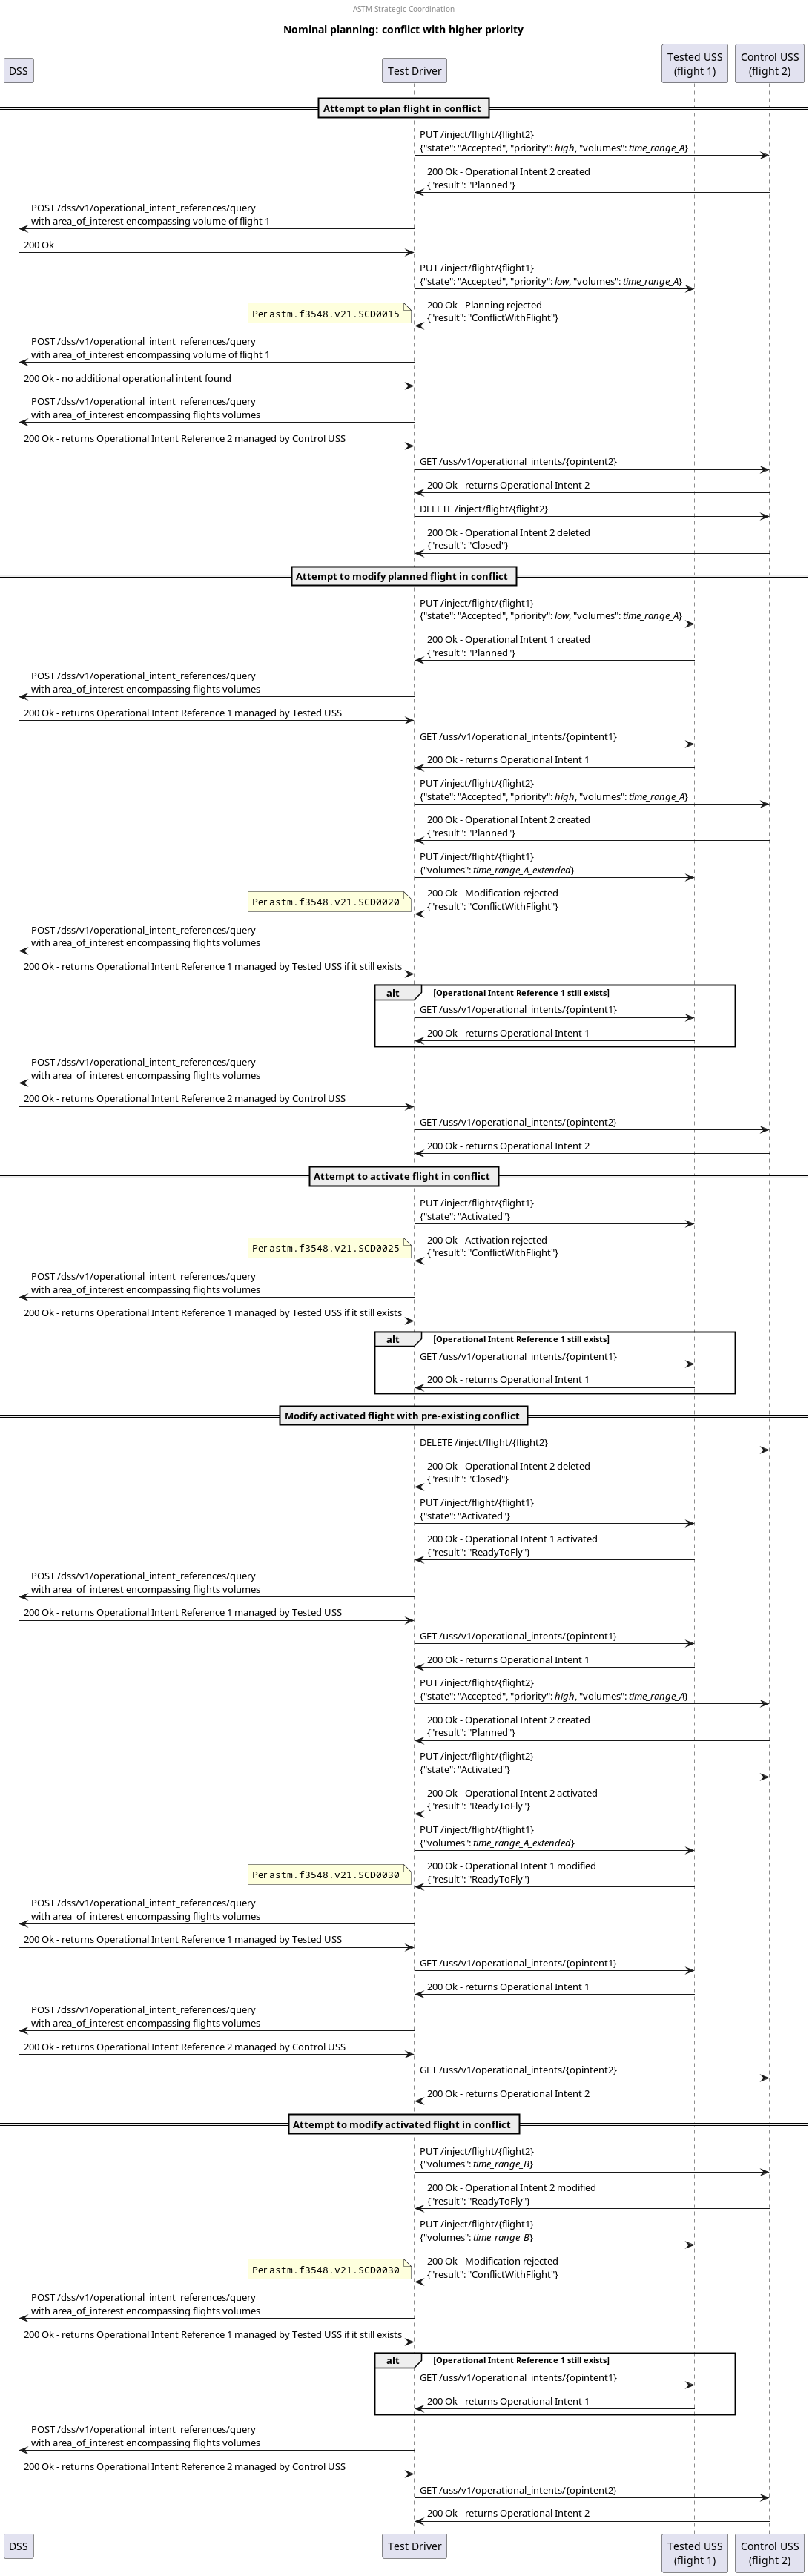 ASTM Strategic Coordination
Nominal planning: conflict with higher priority
DSS
Test Driver
Tested USS
(flight 1)
Control USS
(flight 2)
Attempt to plan flight in conflict
PUT /inject/flight/{flight2}
{"state": "Accepted", "priority": high, "volumes": time_range_A}
200 Ok - Operational Intent 2 created
{"result": "Planned"}
POST /dss/v1/operational_intent_references/query
with area_of_interest encompassing volume of flight 1
200 Ok
PUT /inject/flight/{flight1}
{"state": "Accepted", "priority": low, "volumes": time_range_A}
Per astm.f3548.v21.SCD0015
200 Ok - Planning rejected
{"result": "ConflictWithFlight"}
POST /dss/v1/operational_intent_references/query
with area_of_interest encompassing volume of flight 1
200 Ok - no additional operational intent found
POST /dss/v1/operational_intent_references/query
with area_of_interest encompassing flights volumes
200 Ok - returns Operational Intent Reference 2 managed by Control USS
GET /uss/v1/operational_intents/{opintent2}
200 Ok - returns Operational Intent 2
DELETE /inject/flight/{flight2}
200 Ok - Operational Intent 2 deleted
{"result": "Closed"}
Attempt to modify planned flight in conflict
PUT /inject/flight/{flight1}
{"state": "Accepted", "priority": low, "volumes": time_range_A}
200 Ok - Operational Intent 1 created
{"result": "Planned"}
POST /dss/v1/operational_intent_references/query
with area_of_interest encompassing flights volumes
200 Ok - returns Operational Intent Reference 1 managed by Tested USS
GET /uss/v1/operational_intents/{opintent1}
200 Ok - returns Operational Intent 1
PUT /inject/flight/{flight2}
{"state": "Accepted", "priority": high, "volumes": time_range_A}
200 Ok - Operational Intent 2 created
{"result": "Planned"}
PUT /inject/flight/{flight1}
{"volumes": time_range_A_extended}
Per astm.f3548.v21.SCD0020
200 Ok - Modification rejected
{"result": "ConflictWithFlight"}
POST /dss/v1/operational_intent_references/query
with area_of_interest encompassing flights volumes
200 Ok - returns Operational Intent Reference 1 managed by Tested USS if it still exists
alt [Operational Intent Reference 1 still exists]
GET /uss/v1/operational_intents/{opintent1}
200 Ok - returns Operational Intent 1
POST /dss/v1/operational_intent_references/query
with area_of_interest encompassing flights volumes
200 Ok - returns Operational Intent Reference 2 managed by Control USS
GET /uss/v1/operational_intents/{opintent2}
200 Ok - returns Operational Intent 2
Attempt to activate flight in conflict
PUT /inject/flight/{flight1}
{"state": "Activated"}
Per astm.f3548.v21.SCD0025
200 Ok - Activation rejected
{"result": "ConflictWithFlight"}
POST /dss/v1/operational_intent_references/query
with area_of_interest encompassing flights volumes
200 Ok - returns Operational Intent Reference 1 managed by Tested USS if it still exists
alt [Operational Intent Reference 1 still exists]
GET /uss/v1/operational_intents/{opintent1}
200 Ok - returns Operational Intent 1
Modify activated flight with pre-existing conflict
DELETE /inject/flight/{flight2}
200 Ok - Operational Intent 2 deleted
{"result": "Closed"}
PUT /inject/flight/{flight1}
{"state": "Activated"}
200 Ok - Operational Intent 1 activated
{"result": "ReadyToFly"}
POST /dss/v1/operational_intent_references/query
with area_of_interest encompassing flights volumes
200 Ok - returns Operational Intent Reference 1 managed by Tested USS
GET /uss/v1/operational_intents/{opintent1}
200 Ok - returns Operational Intent 1
PUT /inject/flight/{flight2}
{"state": "Accepted", "priority": high, "volumes": time_range_A}
200 Ok - Operational Intent 2 created
{"result": "Planned"}
PUT /inject/flight/{flight2}
{"state": "Activated"}
200 Ok - Operational Intent 2 activated
{"result": "ReadyToFly"}
PUT /inject/flight/{flight1}
{"volumes": time_range_A_extended}
Per astm.f3548.v21.SCD0030
200 Ok - Operational Intent 1 modified
{"result": "ReadyToFly"}
POST /dss/v1/operational_intent_references/query
with area_of_interest encompassing flights volumes
200 Ok - returns Operational Intent Reference 1 managed by Tested USS
GET /uss/v1/operational_intents/{opintent1}
200 Ok - returns Operational Intent 1
POST /dss/v1/operational_intent_references/query
with area_of_interest encompassing flights volumes
200 Ok - returns Operational Intent Reference 2 managed by Control USS
GET /uss/v1/operational_intents/{opintent2}
200 Ok - returns Operational Intent 2
Attempt to modify activated flight in conflict
PUT /inject/flight/{flight2}
{"volumes": time_range_B}
200 Ok - Operational Intent 2 modified
{"result": "ReadyToFly"}
PUT /inject/flight/{flight1}
{"volumes": time_range_B}
Per astm.f3548.v21.SCD0030
200 Ok - Modification rejected
{"result": "ConflictWithFlight"}
POST /dss/v1/operational_intent_references/query
with area_of_interest encompassing flights volumes
200 Ok - returns Operational Intent Reference 1 managed by Tested USS if it still exists
alt [Operational Intent Reference 1 still exists]
GET /uss/v1/operational_intents/{opintent1}
200 Ok - returns Operational Intent 1
POST /dss/v1/operational_intent_references/query
with area_of_interest encompassing flights volumes
200 Ok - returns Operational Intent Reference 2 managed by Control USS
GET /uss/v1/operational_intents/{opintent2}
200 Ok - returns Operational Intent 2
DSS
Test Driver
Tested USS
(flight 1)
Control USS
(flight 2)